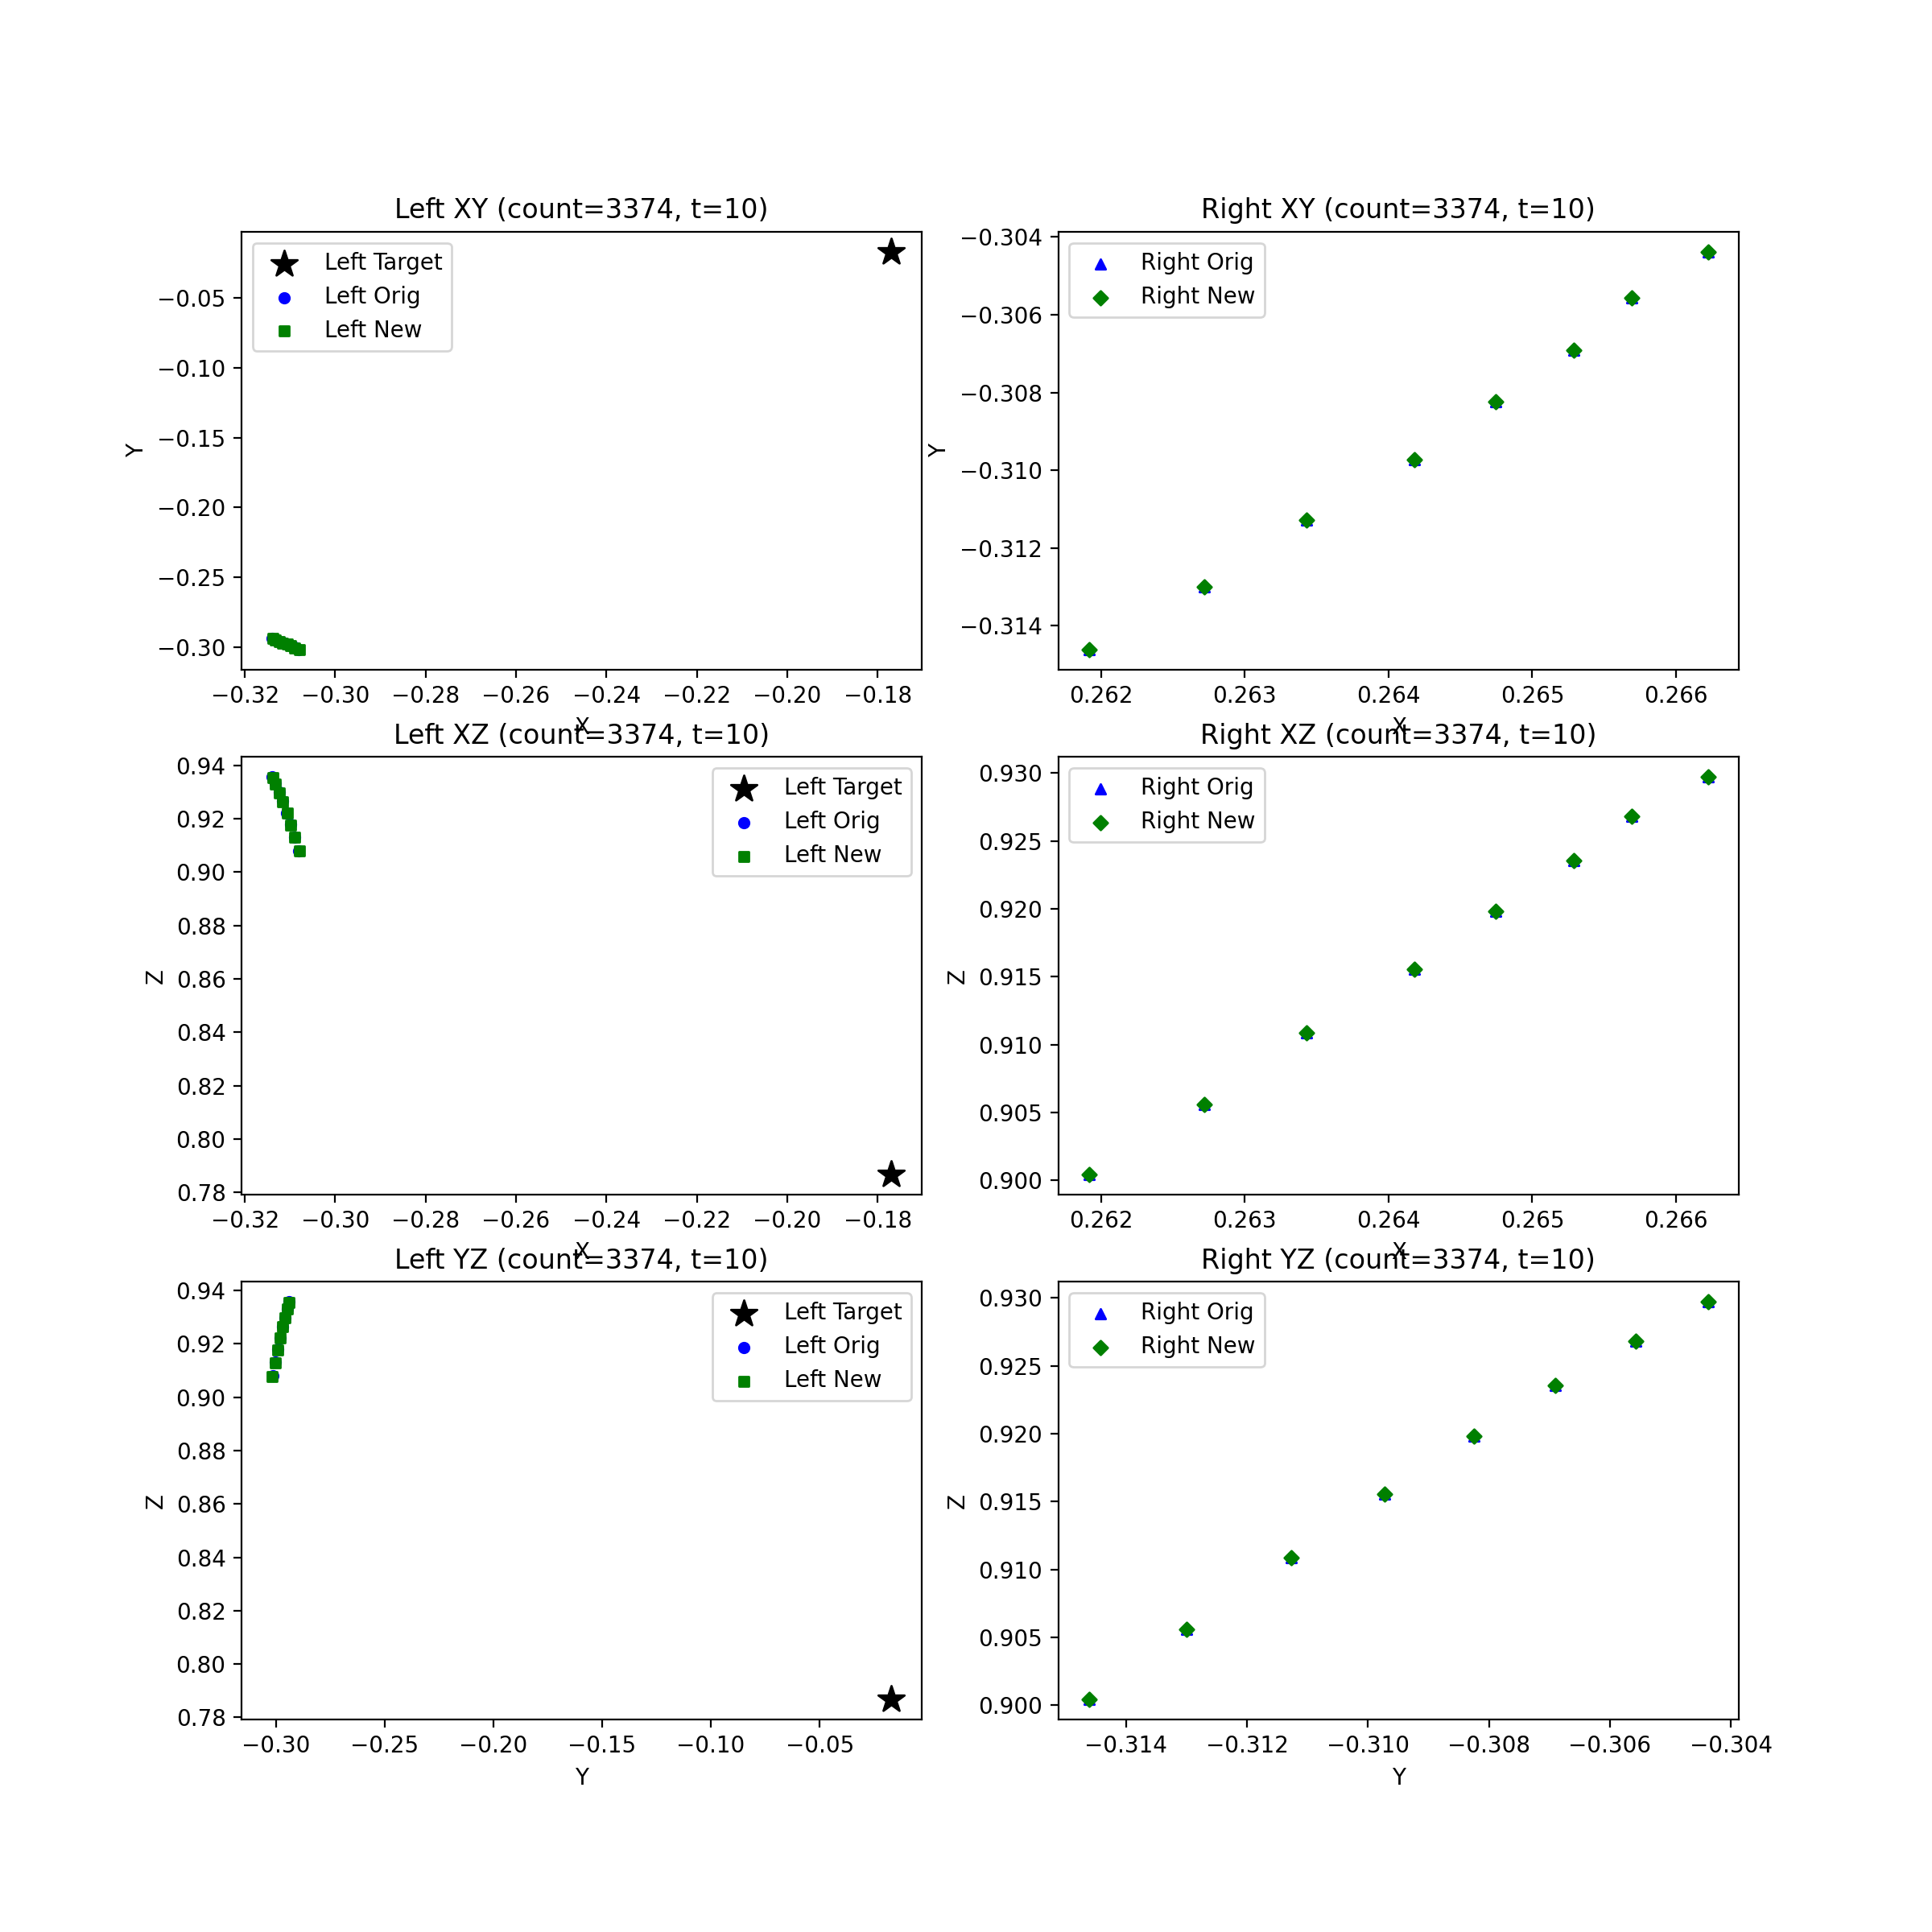 Left XY (count=3374, t=10)
Left Target
Left Orig
Left New
Y
−0.05
−0.10
−0.15
−0.20
−0.25
−0.30
−0.32 −0.30 −0.28 −0.26 −0.24 −0.22 −0.20 −0.18
X
Right XY (count=3374, t=10)
Right Orig
Right New
Y
−0.304
−0.306
−0.308
−0.310
−0.312
−0.314
0.262 0.263 0.264 0.265 0.266
X
Left XZ (count=3374, t=10)
Left Target
Left Orig
Left New
Z
0.94
0.92
0.90
0.88
0.86
0.84
0.82
0.80
0.78
−0.32 −0.30 −0.28 −0.26 −0.24 −0.22 −0.20 −0.18
X
Right XZ (count=3374, t=10)
Right Orig
Right New
Z
0.930
0.925
0.920
0.915
0.910
0.905
0.900
0.262 0.263 0.264 0.265 0.266
X
Left YZ (count=3374, t=10)
Left Target
Left Orig
Left New
Z
0.94
0.92
0.90
0.88
0.86
0.84
0.82
0.80
0.78
−0.30 −0.25 −0.20 −0.15 −0.10 −0.05
Y
Right YZ (count=3374, t=10)
Right Orig
Right New
Z
0.930
0.925
0.920
0.915
0.910
0.905
0.900
−0.314 −0.312 −0.310 −0.308 −0.306 −0.304
Y